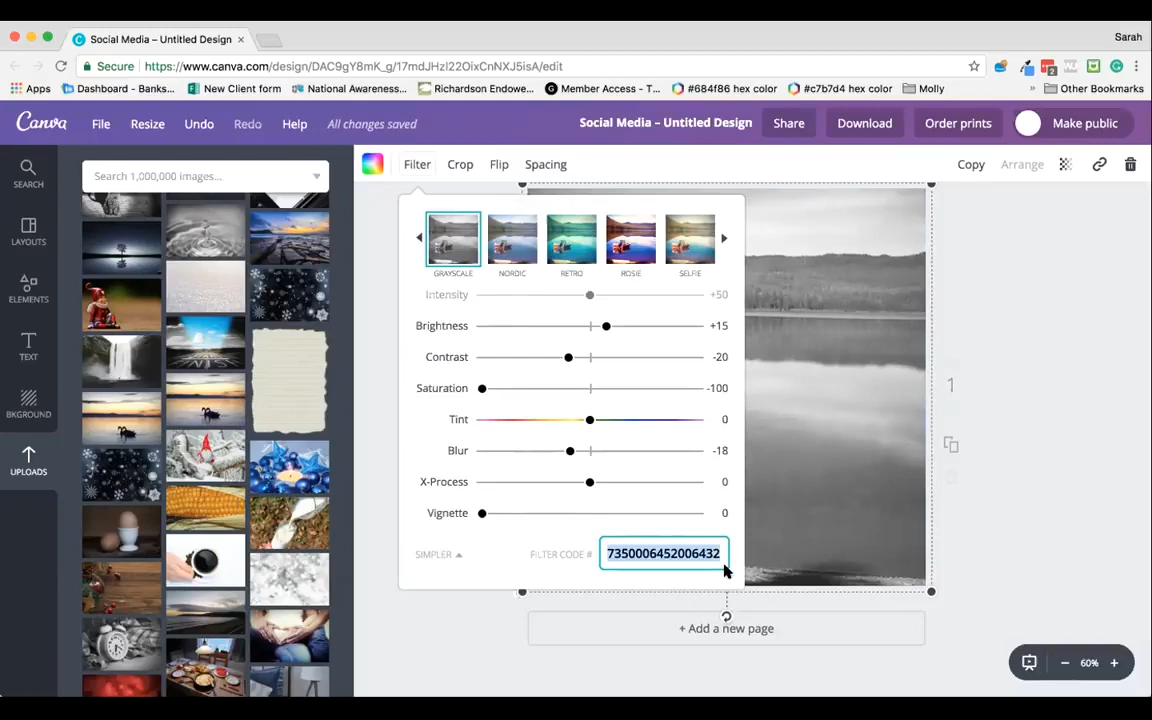 Social Media – Untitled Design ×
Sarah
Secure https://www.canva.com/design/DAC9gY8mK_g/17mdJHzI22OixCnNXJ5isA/edit
2
Apps Dashboard - Banks... New Client form National Awareness... Richardson Endowe... Member Access - T... #684f86 hex color #c7b7d4 hex color Molly » Other Bookmarks
Canva File Resize Undo Redo Help All changes saved Social Media – Untitled Design Share Download Order prints Make public
SEARCH
LAYOUTS
ELEMENTS
TEXT
BKGROUND
UPLOADS
Search 1,000,000 images...
Filter Crop Flip Spacing Copy Arrange
GRAYSCALE NORDIC RETRO ROSIE SELFIE
Intensity +50
Brightness +15
Contrast -20
Saturation -100
Tint 0
Blur -18
X-Process 0
Vignette 0
SIMPLER FILTER CODE # 7350006452006432
1
+ Add a new page
− 60% +